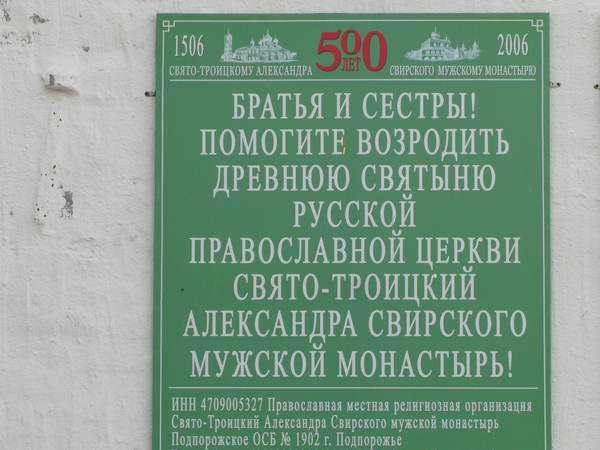 1506 500 2006
ЛЕТ
СВЯТО-ТРОИЦКОМУ АЛЕКСАНДРА СВИРСКОГО МУЖСКОМУ МОНАСТЫРЮ
БРАТЬЯ И СЕСТРЫ!
ПОМОГИТЕ ВОЗРОДИТЬ
ДРЕВНЮЮ СВЯТЫНЮ
РУССКОЙ
ПРАВОСЛАВНОЙ ЦЕРКВИ
СВЯТО-ТРОИЦКИЙ
АЛЕКСАНДРА СВИРСКОГО
МУЖСКОЙ МОНАСТЫРЬ!
ИНН 4709005327 Православная местная религиозная организация
Свято-Троицкий Александра Свирского мужской монастырь
Подпорожское ОСБ № 1902 г. Подпорожье